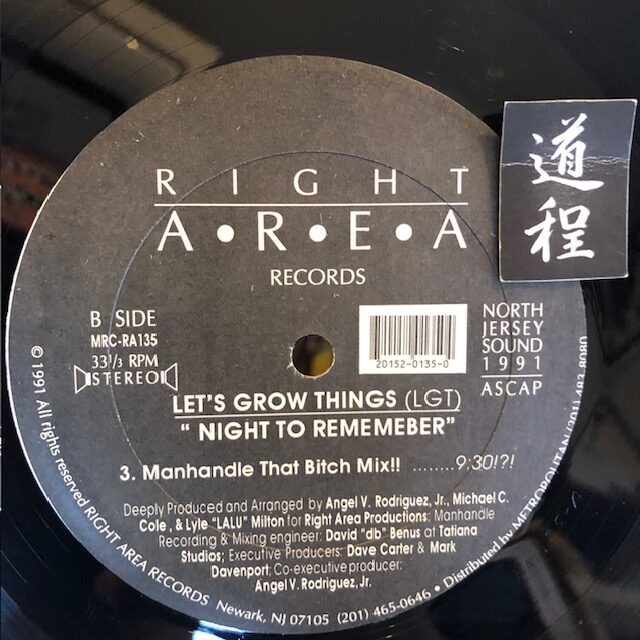 RIGHT
A•R•E•A
RECORDS
道程
B SIDE
MRC-RA135
33 1/3 RPM
STEREO
20152-0135-0
NORTH
JERSEY
SOUND
1991
ASCAP
LET'S GROW THINGS (LGT)
" NIGHT TO REMEMEBER"
3. Manhandle That Bitch Mix!! ........9:30!?!
Deeply Produced and Arranged by Angel V. Rodriguez, Jr., Michael C.
Cole , & Lyle "LALU" Milton for Right Area Productions; Manhandle
Recording & Mixing engineer: David "db" Benus at Tatiana
Studios; Executive Producers: Dave Carter & Mark
Davenport; Co-executive producer:
Angel V. Rodriguez, Jr.
© 1991 All rights reserved RIGHT AREA RECORDS Newark, NJ 07105 (201) 465-0646 • Distributed by METROPOLITAN (201) 483-8080